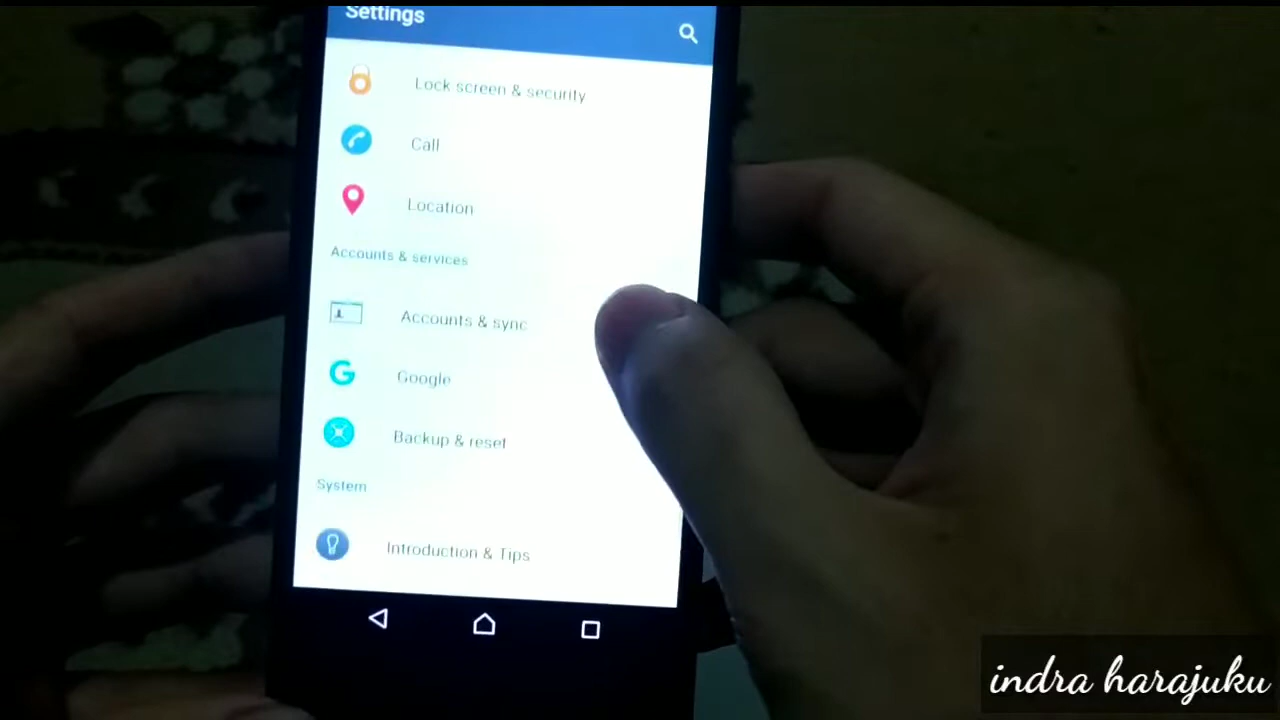 Settings
Lock screen & security
Call
Location
Accounts & services
Accounts & sync
Google
Backup & reset
System
Introduction & Tips
indra harajuku